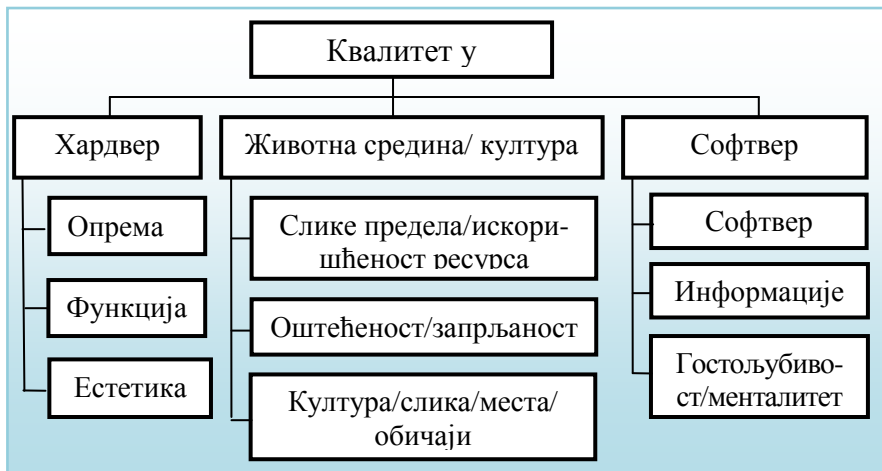 Квалитет у
Хардвер
Опрема
Функција
Естетика
Животна средина/ култура
Слике предела/искори-
шћеност ресурса
Оштећеност/запрљаност
Култура/слика/места/
обичаји
Софтвер
Софтвер
Информације
Гостољубиво-
ст/менталитет